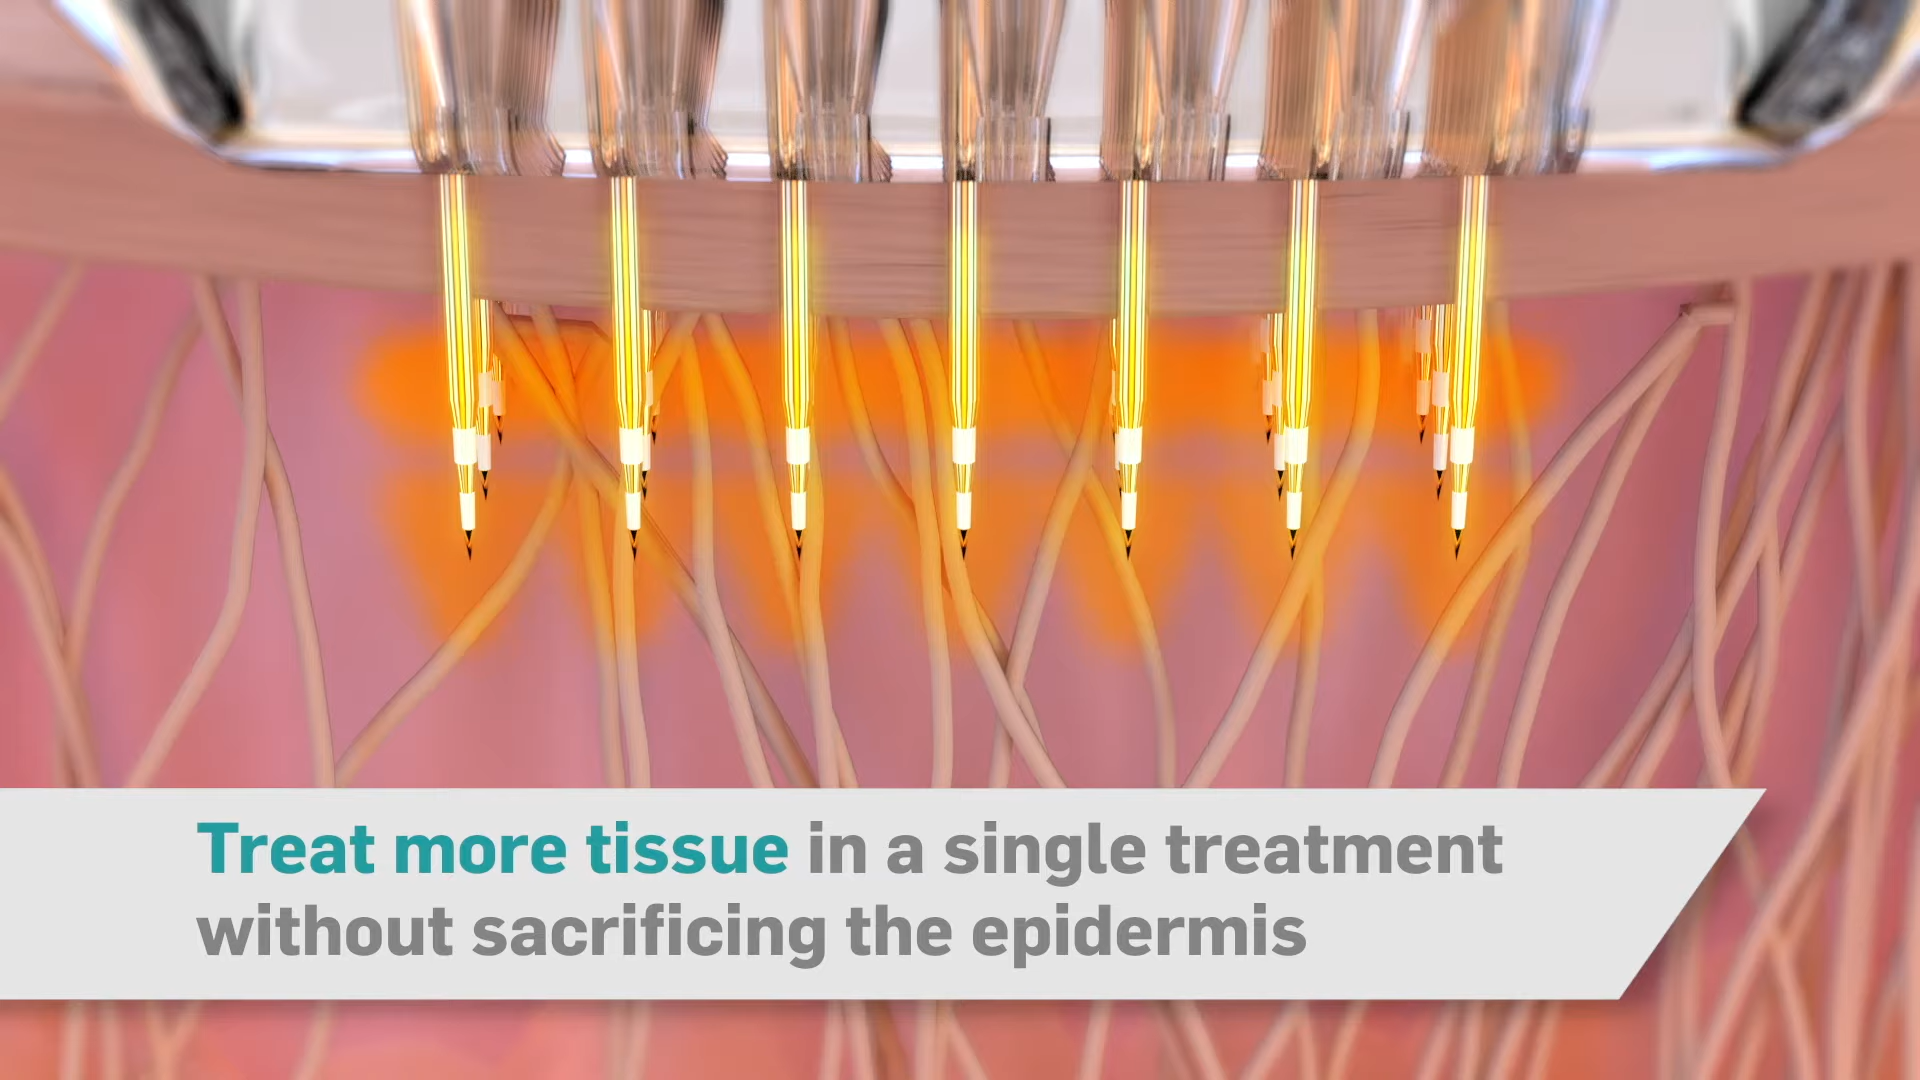 Treat more tissue in a single treatment
without sacrificing the epidermis